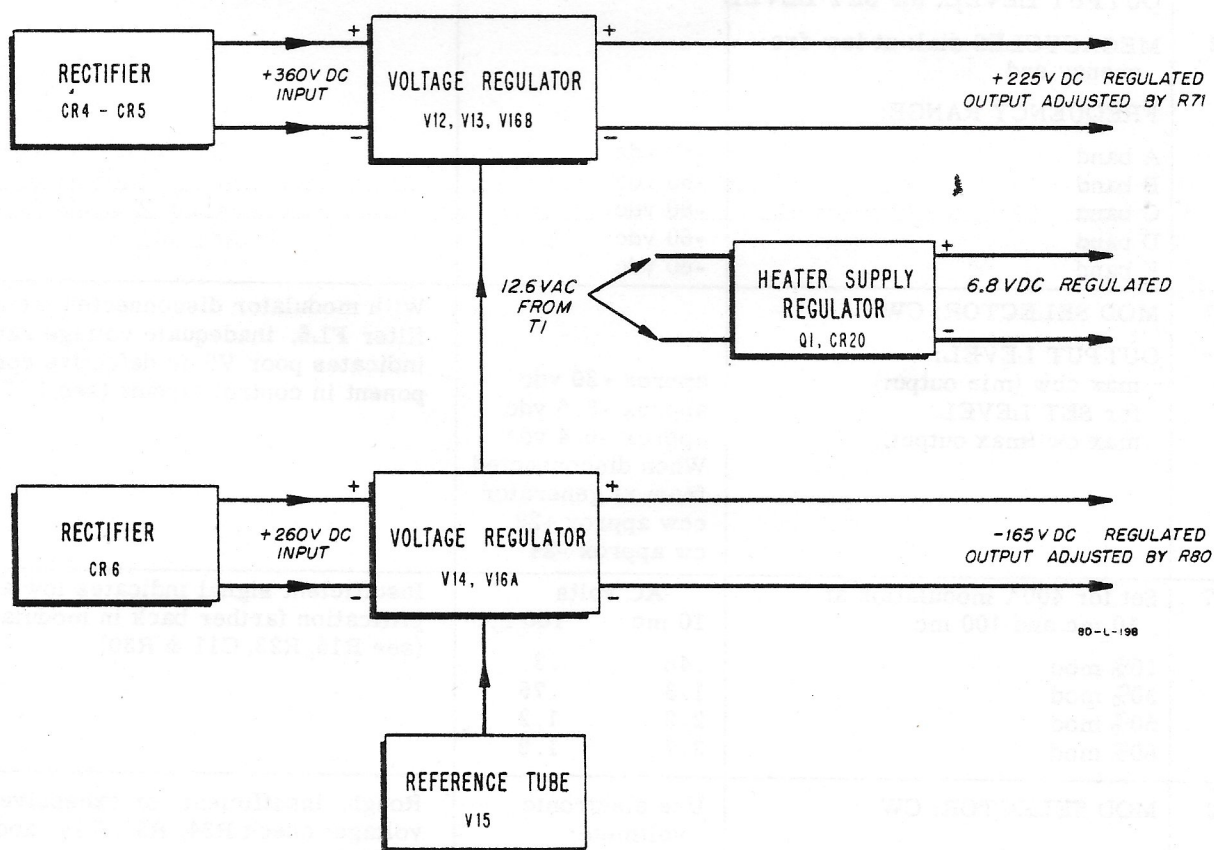 RECTIFIER
CR4 - CR5
+360V DC
INPUT
+
-
VOLTAGE REGULATOR
V12, V13, V16B
+
-
+225V DC REGULATED
OUTPUT ADJUSTED BY R71
12.6VAC
FROM
T1
HEATER SUPPLY
REGULATOR
Q1, CR20
+
-
6.8 VDC REGULATED
RECTIFIER
CR6
+260V DC
INPUT
+
-
VOLTAGE REGULATOR
V14, V16A
+
-
-165V DC REGULATED
OUTPUT ADJUSTED BY R80
BD-L-198
REFERENCE TUBE
V15